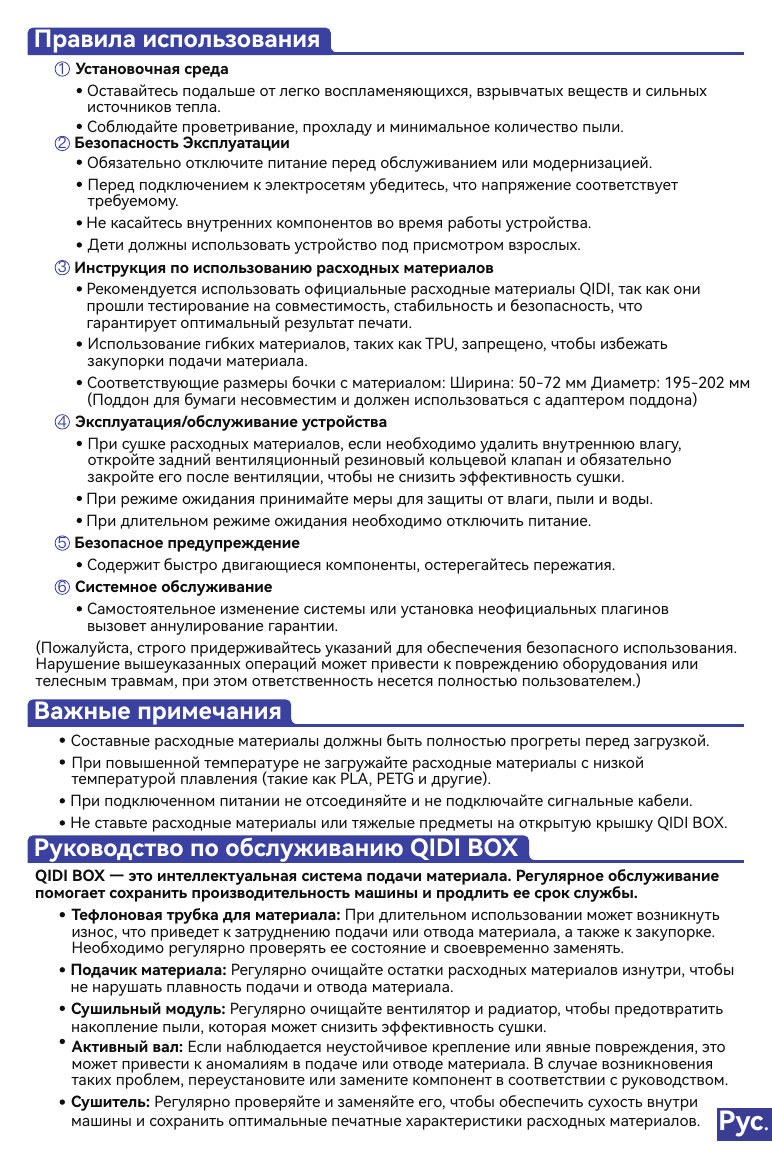 Правила использования
① Установочная среда
• Оставайтесь подальше от легко воспламеняющихся, взрывчатых веществ и сильных
источников тепла.
• Соблюдайте проветривание, прохладу и минимальное количество пыли.
② Безопасность Эксплуатации
• Обязательно отключите питание перед обслуживанием или модернизацией.
• Перед подключением к электросетям убедитесь, что напряжение соответствует
требуемому.
• Не касайтесь внутренних компонентов во время работы устройства.
• Дети должны использовать устройство под присмотром взрослых.
③ Инструкция по использованию расходных материалов
• Рекомендуется использовать официальные расходные материалы QIDI, так как они
прошли тестирование на совместимость, стабильность и безопасность, что
гарантирует оптимальный результат печати.
• Использование гибких материалов, таких как TPU, запрещено, чтобы избежать
закупорки подачи материала.
• Соответствующие размеры бочки с материалом: Ширина: 50-72 мм Диаметр: 195-202 мм
(Поддон для бумаги несовместим и должен использоваться с адаптером поддона)
④ Эксплуатация/обслуживание устройства
• При сушке расходных материалов, если необходимо удалить внутреннюю влагу,
откройте задний вентиляционный резиновый кольцевой клапан и обязательно
закройте его после вентиляции, чтобы не снизить эффективность сушки.
• При режиме ожидания принимайте меры для защиты от влаги, пыли и воды.
• При длительном режиме ожидания необходимо отключить питание.
⑤ Безопасное предупреждение
• Содержит быстро двигающиеся компоненты, остерегайтесь пережатия.
⑥ Системное обслуживание
• Самостоятельное изменение системы или установка неофициальных плагинов
вызовет аннулирование гарантии.
(Пожалуйста, строго придерживайтесь указаний для обеспечения безопасного использования.
Нарушение вышеуказанных операций может привести к повреждению оборудования или
телесным травмам, при этом ответственность несется полностью пользователем.)
Важные примечания
• Составные расходные материалы должны быть полностью прогреты перед загрузкой.
• При повышенной температуре не загружайте расходные материалы с низкой
температурой плавления (такие как PLA, PETG и другие).
• При подключенном питании не отсоединяйте и не подключайте сигнальные кабели.
• Не ставьте расходные материалы или тяжелые предметы на открытую крышку QIDI BOX.
Руководство по обслуживанию QIDI BOX
QIDI BOX — это интеллектуальная система подачи материала. Регулярное обслуживание
помогает сохранить производительность машины и продлить ее срок службы.
• Тефлоновая трубка для материала: При длительном использовании может возникнуть
износ, что приведет к затруднению подачи или отвода материала, а также к закупорке.
Необходимо регулярно проверять ее состояние и своевременно заменять.
• Подачик материала: Регулярно очищайте остатки расходных материалов изнутри, чтобы
не нарушать плавность подачи и отвода материала.
• Сушильный модуль: Регулярно очищайте вентилятор и радиатор, чтобы предотвратить
накопление пыли, которая может снизить эффективность сушки.
• Активный вал: Если наблюдается неустойчивое крепление или явные повреждения, это
может привести к аномалиям в подаче или отводе материала. В случае возникновения
таких проблем, переустановите или замените компонент в соответствии с руководством.
• Сушитель: Регулярно проверяйте и заменяйте его, чтобы обеспечить сухость внутри
машины и сохранить оптимальные печатные характеристики расходных материалов.
Рус.